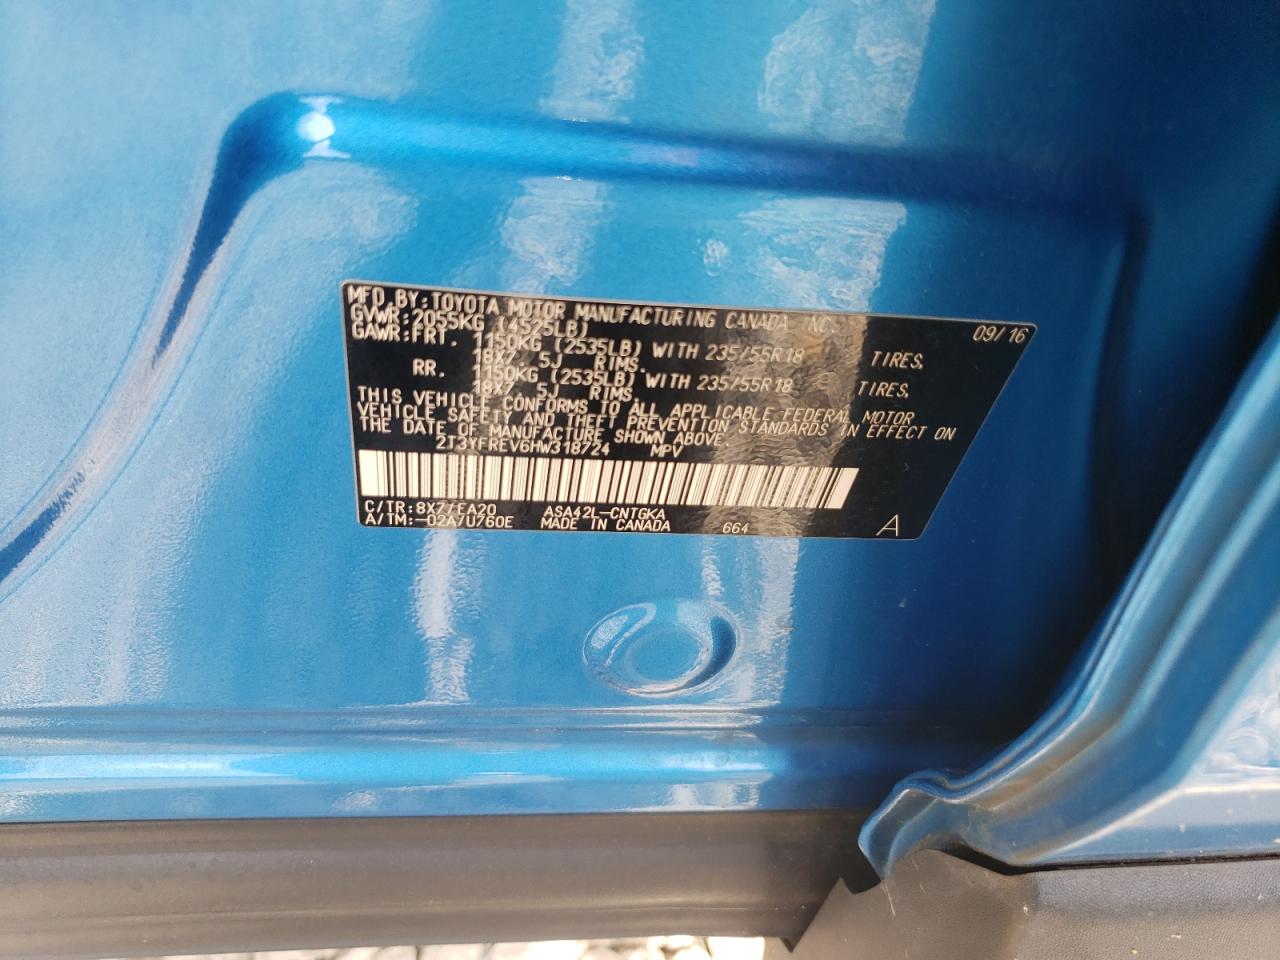 MFD. BY: TOYOTA MOTOR MANUFACTURING CANADA INC. 09/16
GVWR: 2055KG (4525LB)
GAWR: FRT. 1150KG (2535LB) WITH 235/55R18 TIRES,
18X7.5J RIMS.
RR. 1150KG (2535LB) WITH 235/55R18 TIRES,
18X7.5J RIMS.
THIS VEHICLE CONFORMS TO ALL APPLICABLE FEDERAL MOTOR
VEHICLE SAFETY AND THEFT PREVENTION STANDARDS IN EFFECT ON
THE DATE OF MANUFACTURE SHOWN ABOVE.
2T3YFREV6HW318724 MPV
C/TR: 8X7/EA20 ASA42L-CNTGKA
A/TM: -02A/U760E MADE IN CANADA 664 A